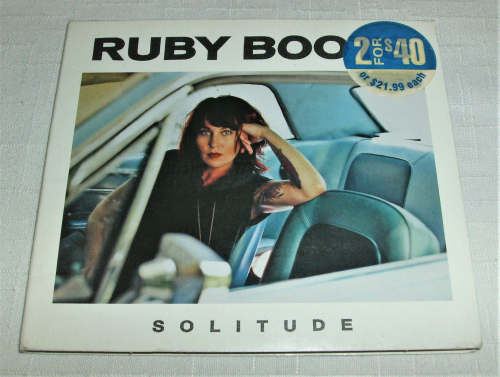 RUBY BOO
2 FOR $40
or $21.99 each
SOLITUDE